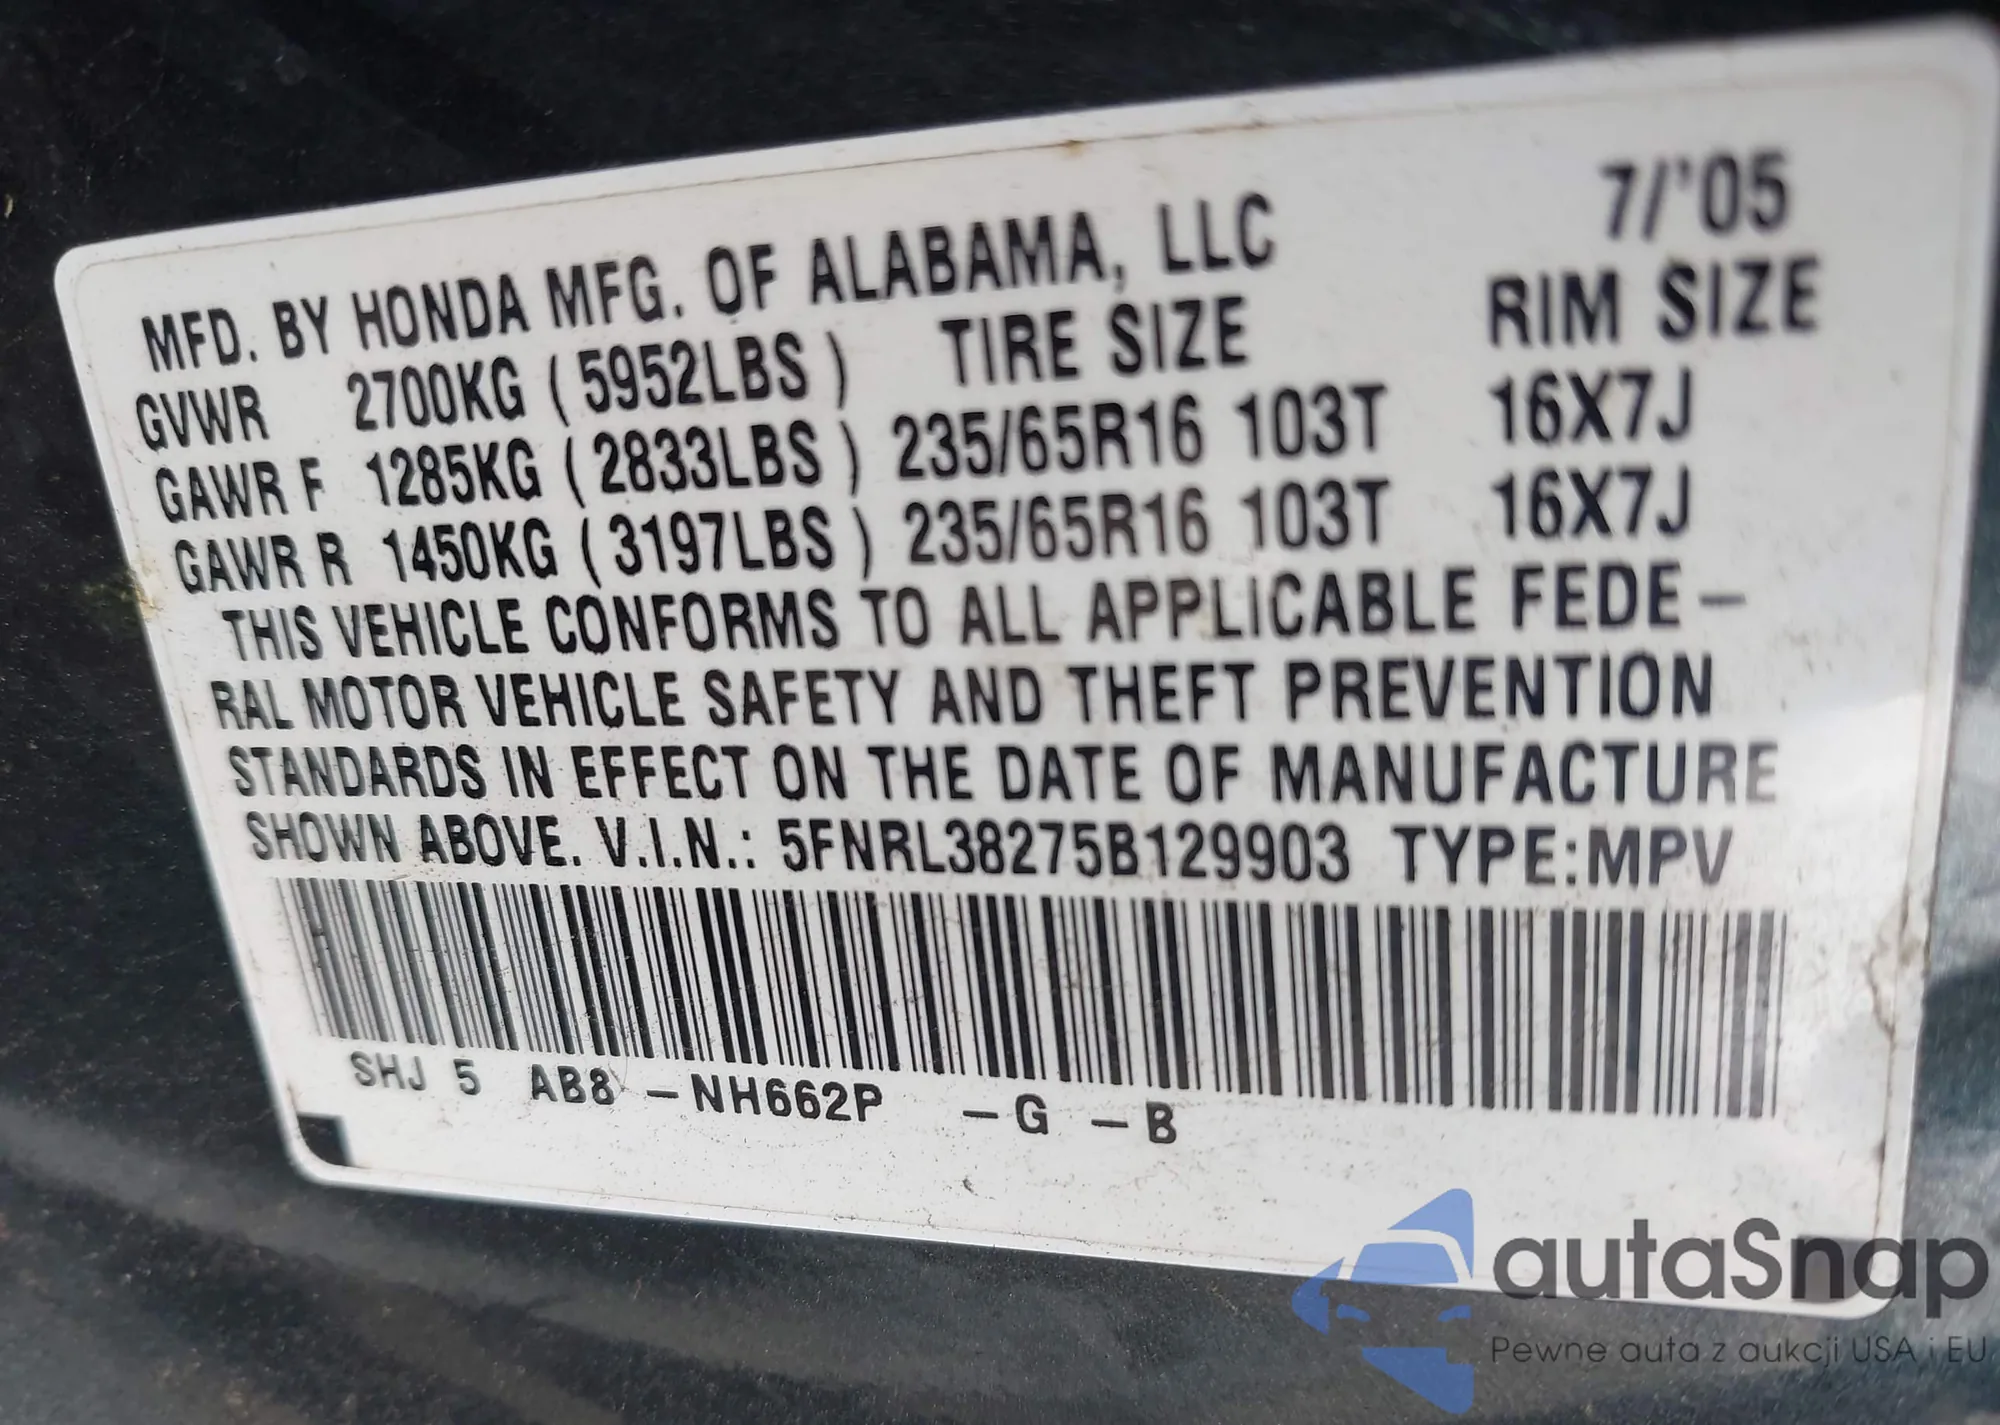 7/'05
MFD. BY HONDA MFG. OF ALABAMA, LLC
GVWR 2700KG ( 5952LBS ) TIRE SIZE RIM SIZE
GAWR F 1285KG ( 2833LBS ) 235/65R16 103T 16X7J
GAWR R 1450KG ( 3197LBS ) 235/65R16 103T 16X7J
THIS VEHICLE CONFORMS TO ALL APPLICABLE FEDE-
RAL MOTOR VEHICLE SAFETY AND THEFT PREVENTION
STANDARDS IN EFFECT ON THE DATE OF MANUFACTURE
SHOWN ABOVE. V.I.N.: 5FNRL38275B129903 TYPE:MPV
SHJ 5 AB8 -NH662P -G -B
autaSnap
Pewne auta z aukcji USA i EU